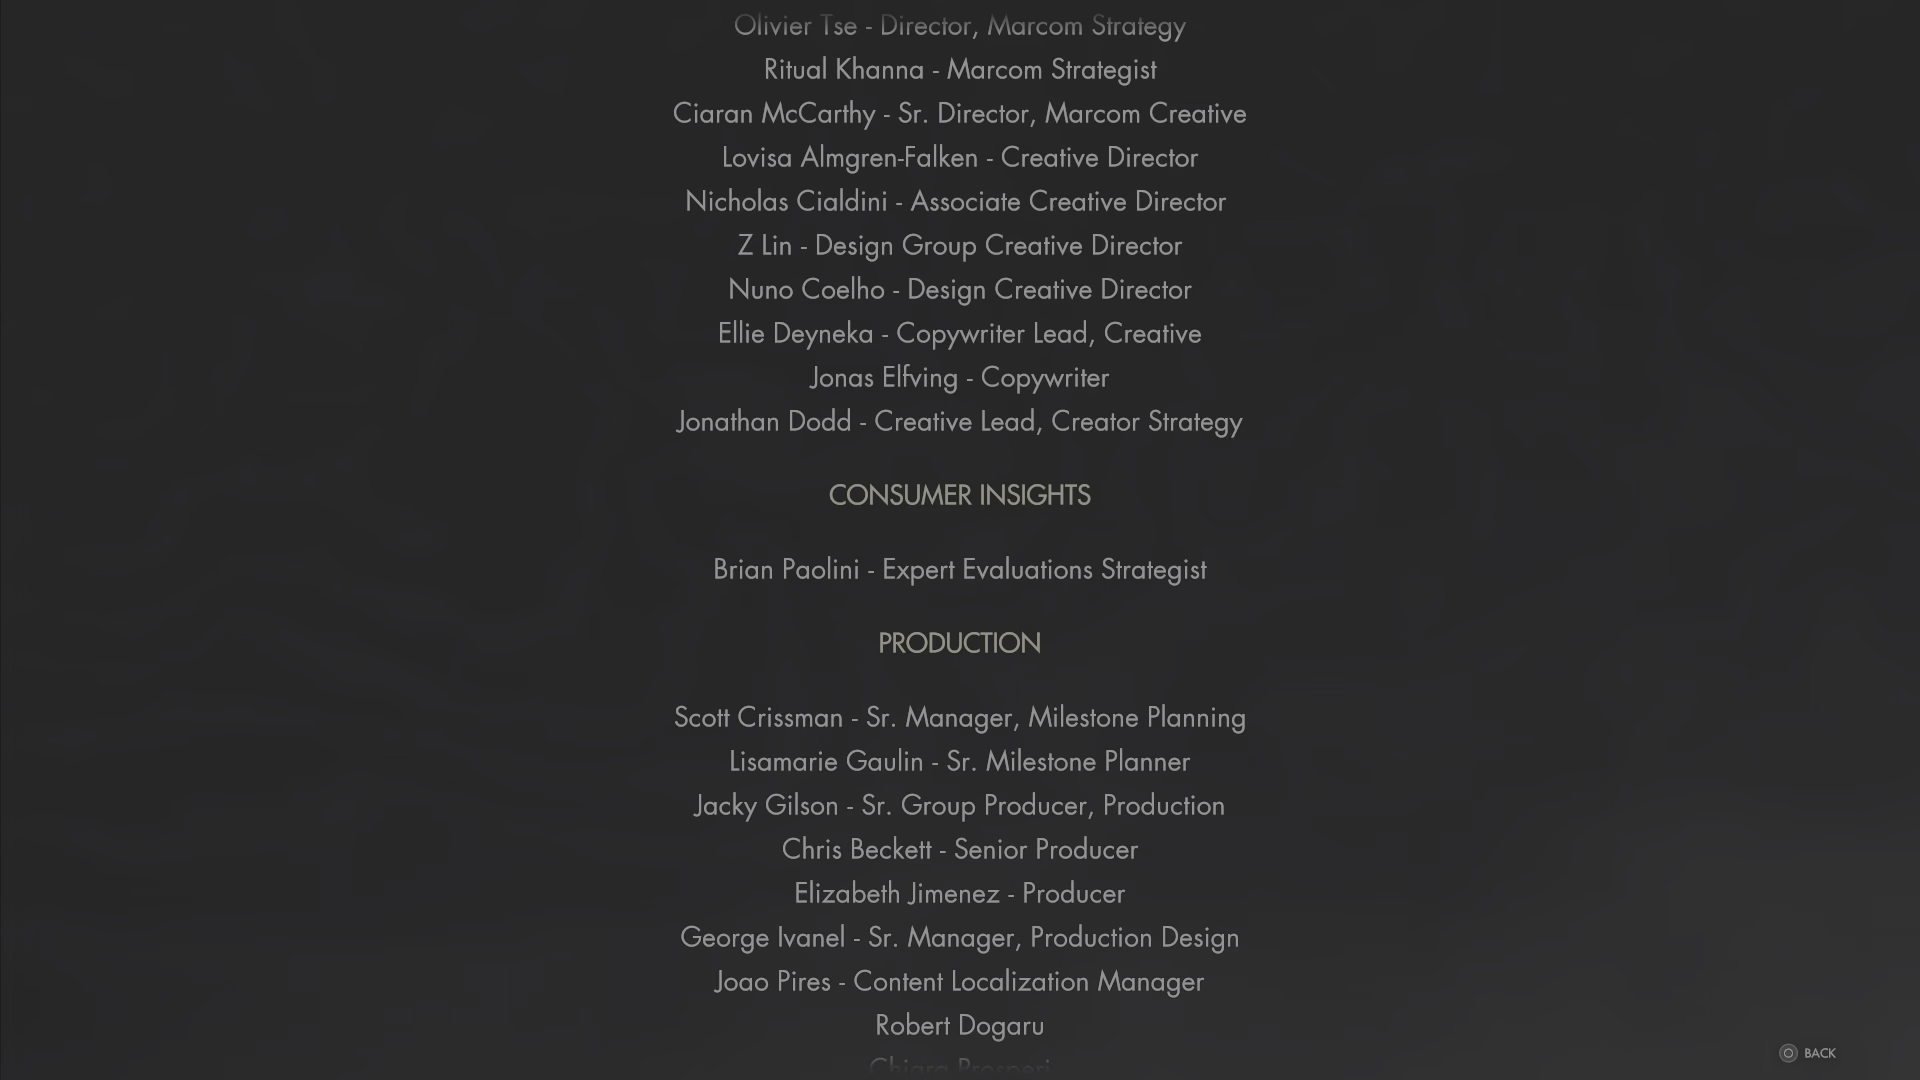 Olivier Tse - Director, Marcom Strategy
Ritual Khanna - Marcom Strategist
Ciaran McCarthy - Sr. Director, Marcom Creative
Lovisa Almgren-Falken - Creative Director
Nicholas Cialdini - Associate Creative Director
Z Lin - Design Group Creative Director
Nuno Coelho - Design Creative Director
Ellie Deyneka - Copywriter Lead, Creative
Jonas Elfving - Copywriter
Jonathan Dodd - Creative Lead, Creator Strategy
CONSUMER INSIGHTS
Brian Paolini - Expert Evaluations Strategist
PRODUCTION
Scott Crissman - Sr. Manager, Milestone Planning
Lisamarie Gaulin - Sr. Milestone Planner
Jacky Gilson - Sr. Group Producer, Production
Chris Beckett - Senior Producer
Elizabeth Jimenez - Producer
George Ivanel - Sr. Manager, Production Design
Joao Pires - Content Localization Manager
Robert Dogaru
Chiara Prosperi
BACK